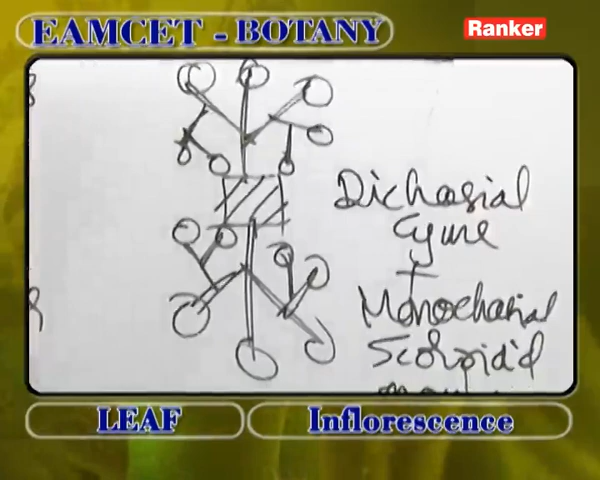 EAMCET - BOTANY
Ranker
Dichasial
Cyme
+
Monochasial
Scorpioid
LEAF
Inflorescence